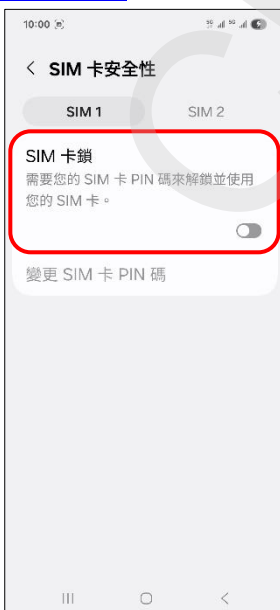 10:00
5G 5G
SIM 卡安全性
SIM 1 SIM 2
SIM 卡鎖
需要您的 SIM 卡 PIN 碼來解鎖並使用
您的 SIM 卡。
變更 SIM 卡 PIN 碼